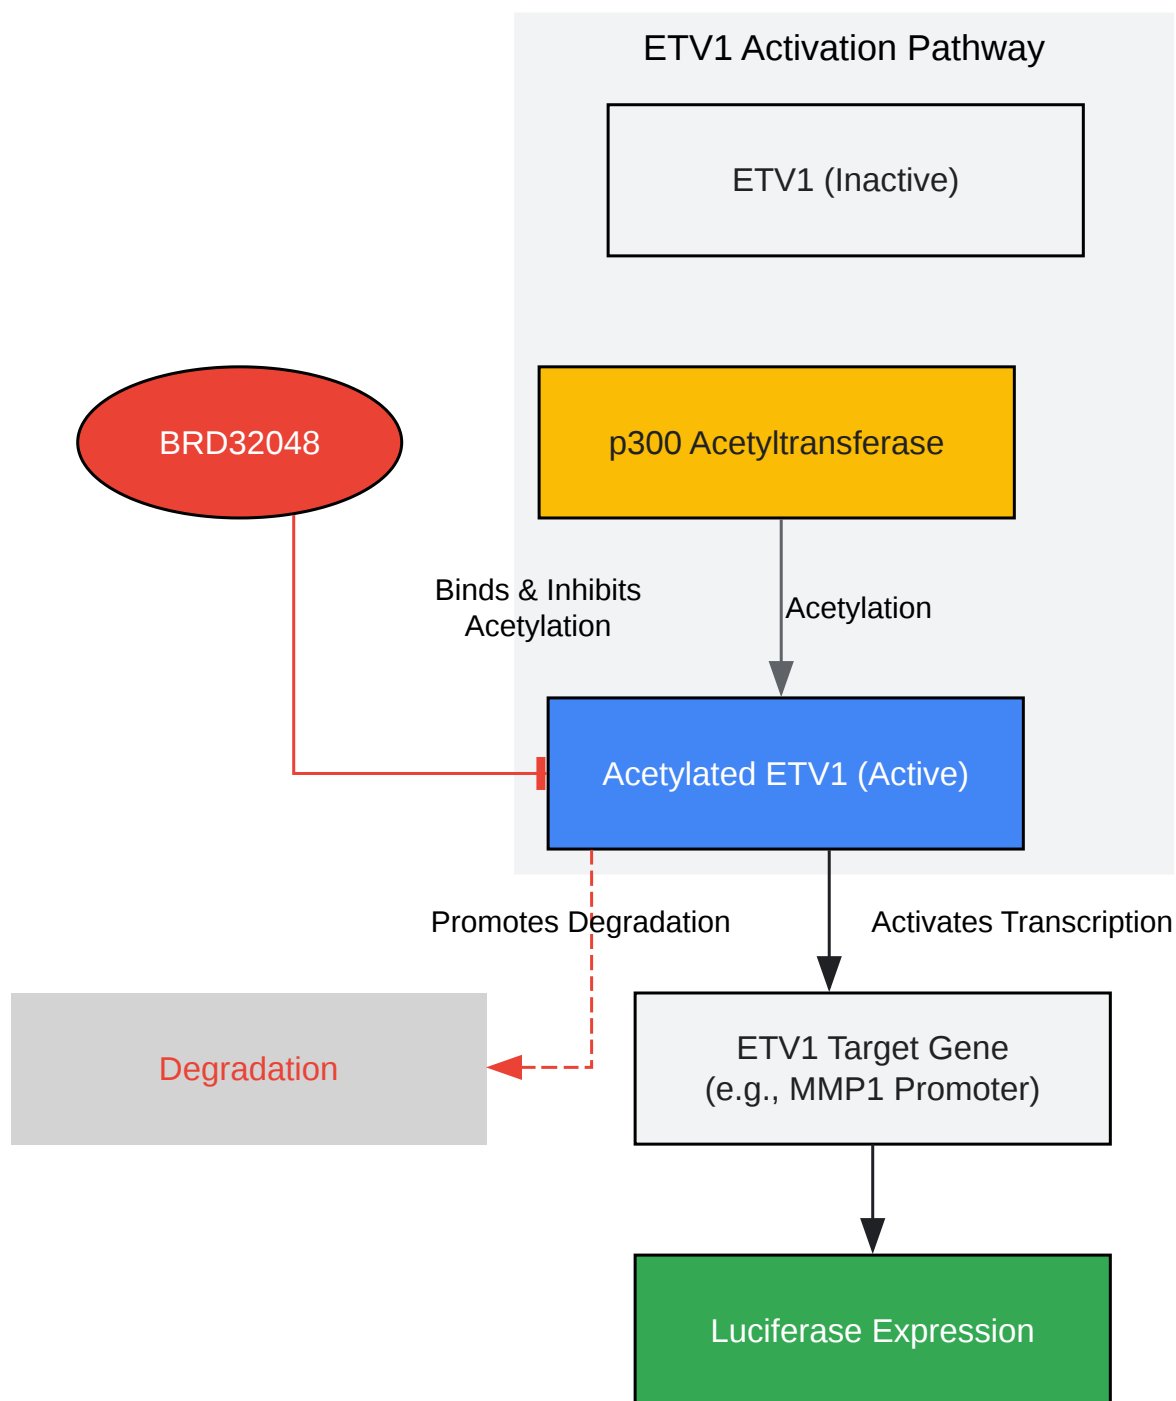 ETV1 Activation Pathway
ETV1 (Inactive)
BRD32048
p300 Acetyltransferase
Binds & Inhibits
Acetylation
Acetylation
Acetylated ETV1 (Active)
Promotes Degradation
Activates Transcription
Degradation
ETV1 Target Gene
(e.g., MMP1 Promoter)
Luciferase Expression